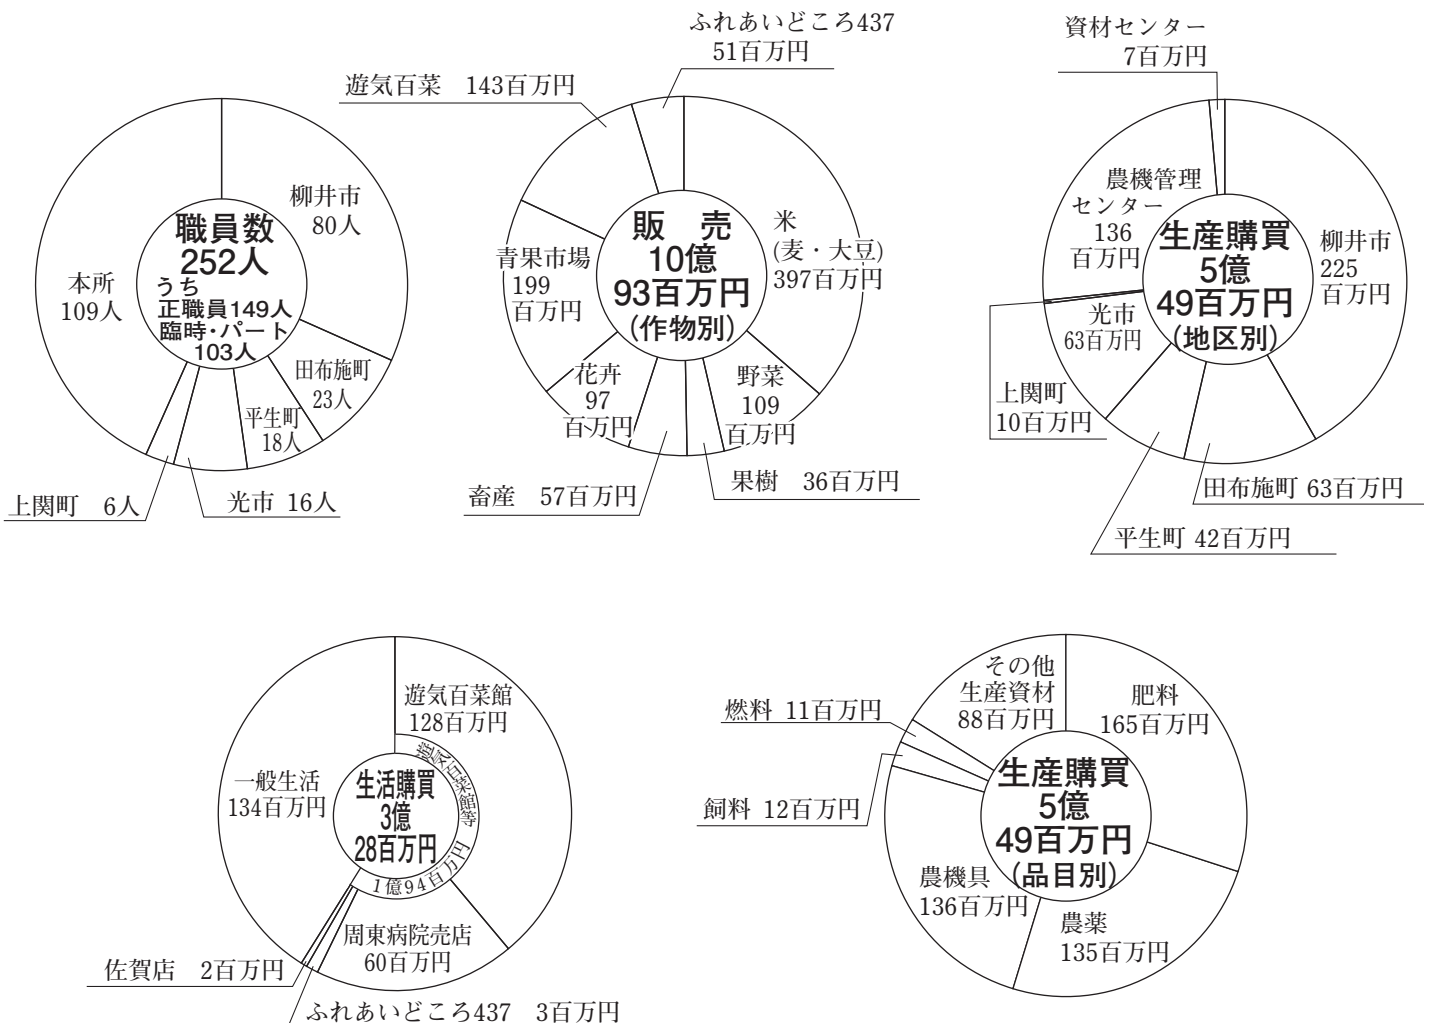 職員数
252人
うち
正職員149人
臨時・パート
103人
柳井市
80人
田布施町
23人
平生町
18人
光市 16人
上関町 6人
本所
109人
販 売
10億
93百万円
(作物別)
米
(麦・大豆)
397百万円
野菜
109
百万円
果樹 36百万円
畜産 57百万円
花卉
97
百万円
青果市場
199
百万円
遊気百菜 143百万円
ふれあいどころ437
51百万円
生産購買
5億
49百万円
(地区別)
柳井市
225
百万円
田布施町 63百万円
平生町 42百万円
光市
63百万円
上関町
10百万円
農機管理
センター
136
百万円
資材センター
7百万円
生活購買
3億
28百万円
遊気百菜館等
1億94百万円
遊気百菜館
128百万円
周東病院売店
60百万円
ふれあいどころ437 3百万円
佐賀店 2百万円
一般生活
134百万円
生産購買
5億
49百万円
(品目別)
肥料
165百万円
農薬
135百万円
農機具
136百万円
飼料 12百万円
燃料 11百万円
その他
生産資材
88百万円